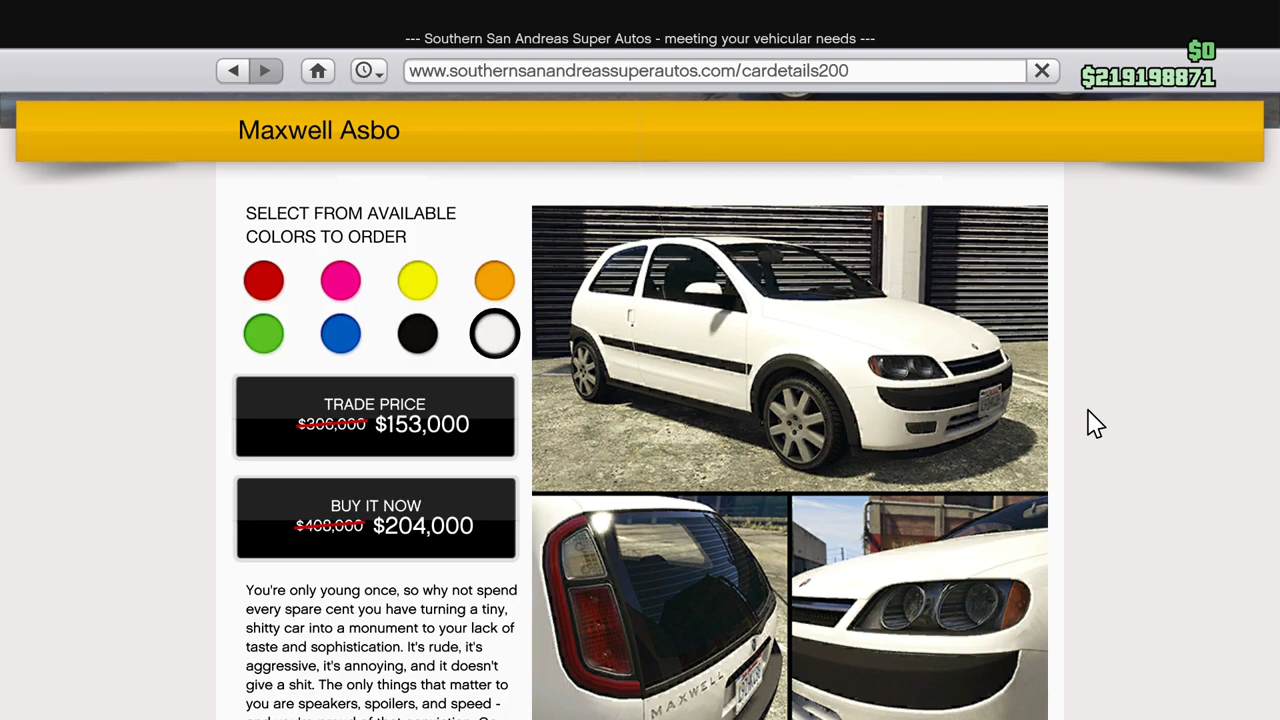 --- Southern San Andreas Super Autos - meeting your vehicular needs ---
$0
www.southernsanandreassuperautos.com/cardetails200
$219198871
Maxwell Asbo
SELECT FROM AVAILABLE
COLORS TO ORDER
TRADE PRICE
$306,000 $153,000
BUY IT NOW
$408,000 $204,000
You're only young once, so why not spend
every spare cent you have turning a tiny,
shitty car into a monument to your lack of
taste and sophistication. It's rude, it's
aggressive, it's annoying, and it doesn't
give a shit. The only things that matter to
you are speakers, spoilers, and speed -
MAXWELL